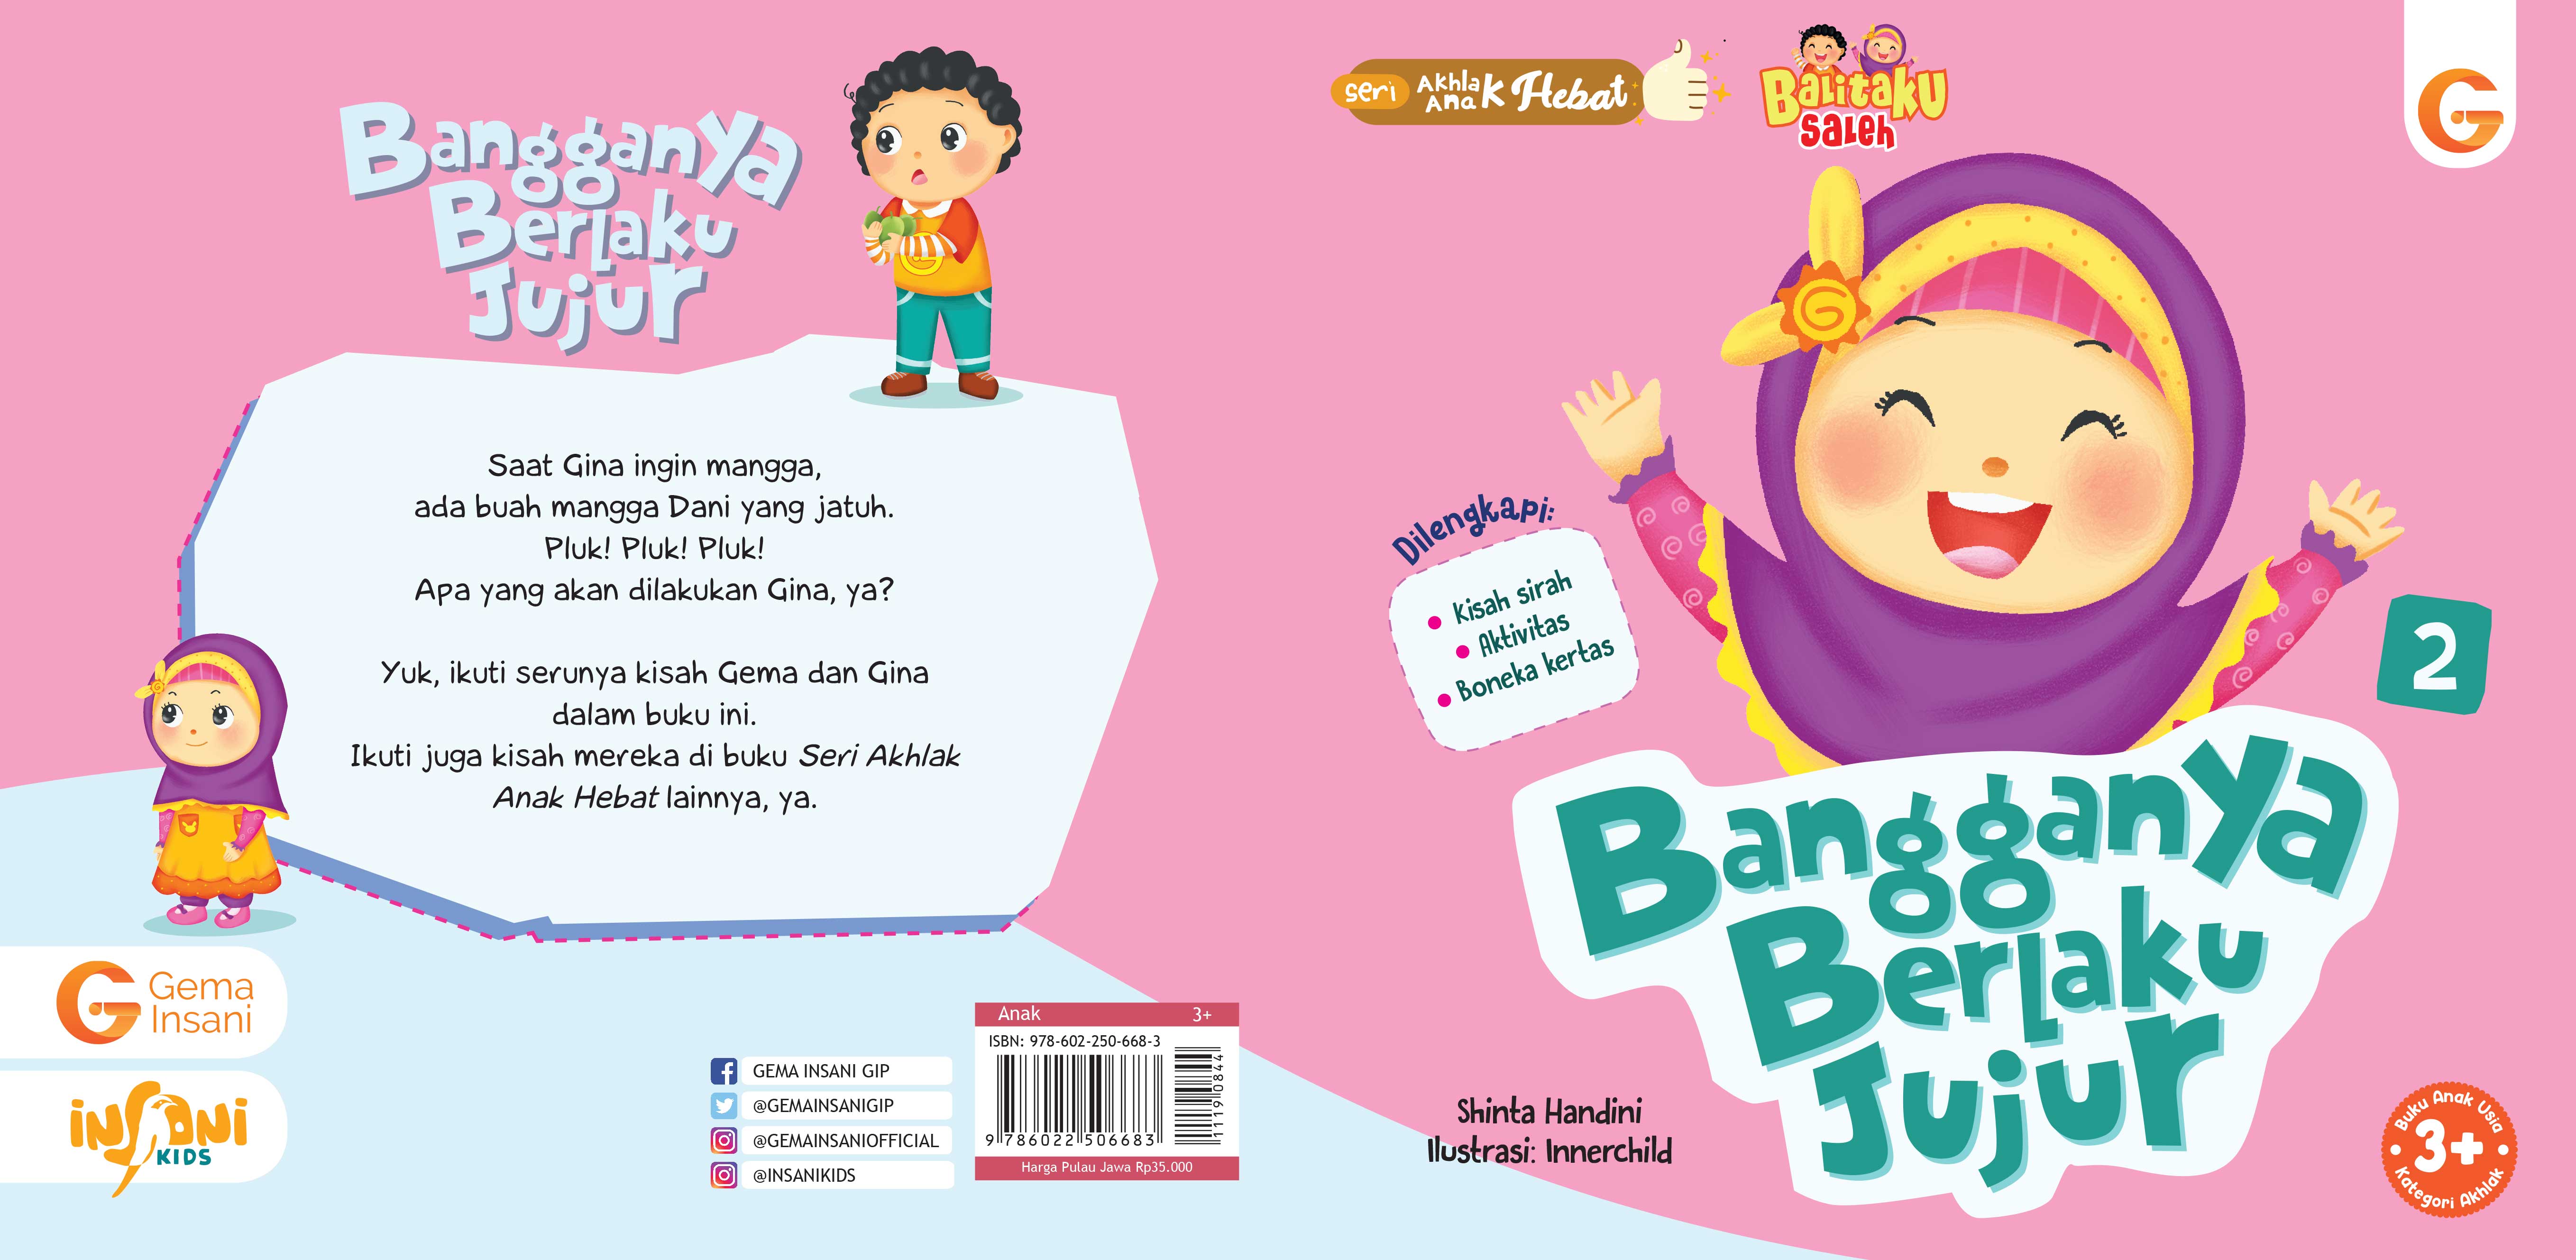 Bangganya
Berlaku
Jujur
Saat Gina ingin mangga,
ada buah mangga Dani yang jatuh.
Pluk! Pluk! Pluk!
Apa yang akan dilakukan Gina, ya?
Yuk, ikuti serunya kisah Gema dan Gina
dalam buku ini.
Ikuti juga kisah mereka di buku Seri Akhlak
Anak Hebat lainnya, ya.
Gema
Insani
iNSANi
KIDS
GEMA INSANI GIP
@GEMAINSANIGIP
@GEMAINSANIOFFICIAL
@INSANIKIDS
Anak 3+
ISBN: 978-602-250-668-3
9 786022 506683
11190844
Harga Pulau Jawa Rp35.000
seri Akhlak Anak Hebat
Balitaku
Saleh
G
Dilengkapi:
• Kisah sirah
• Aktivitas
• Boneka kertas
2
Bangganya
Berlaku
Jujur
Shinta Handini
Ilustrasi: Innerchild
Buku Anak Usia
3+
Kategori Akhlak